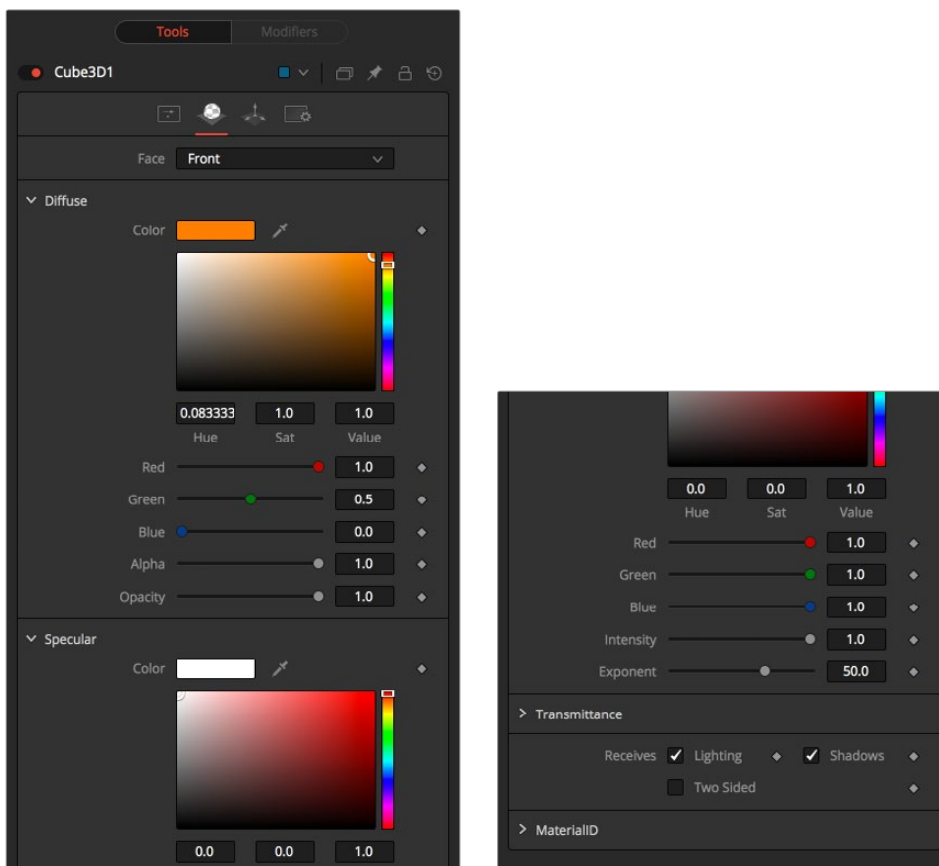 Tools Modifiers
Cube3D1
Face Front
Diffuse
Color
0.083333 1.0 1.0
Hue Sat Value
Red 1.0
Green 0.5
Blue 0.0
Alpha 1.0
Opacity 1.0
Specular
Color
0.0 0.0 1.0
0.0 0.0 1.0
Hue Sat Value
Red 1.0
Green 1.0
Blue 1.0
Intensity 1.0
Exponent 50.0
Transmittance
Receives Lighting Shadows
Two Sided
MaterialID